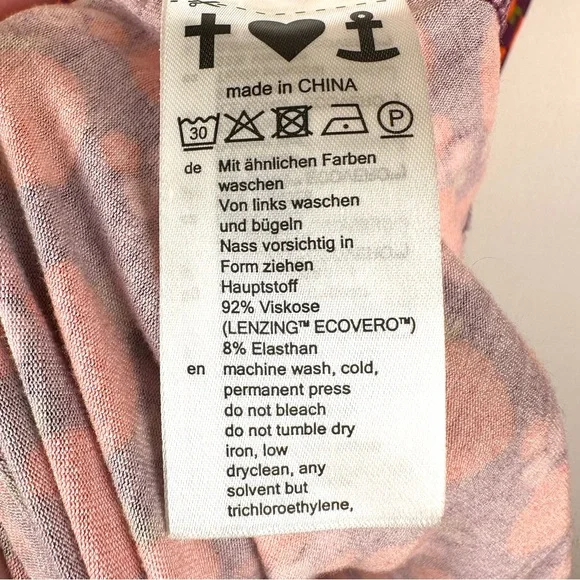 made in CHINA
30 P
de Mit ähnlichen Farben
waschen
Von links waschen
und bügeln
Nass vorsichtig in
Form ziehen
Hauptstoff
92% Viskose
(LENZING™ ECOVERO™)
8% Elasthan
en machine wash, cold,
permanent press
do not bleach
do not tumble dry
iron, low
dryclean, any
solvent but
trichloroethylene,